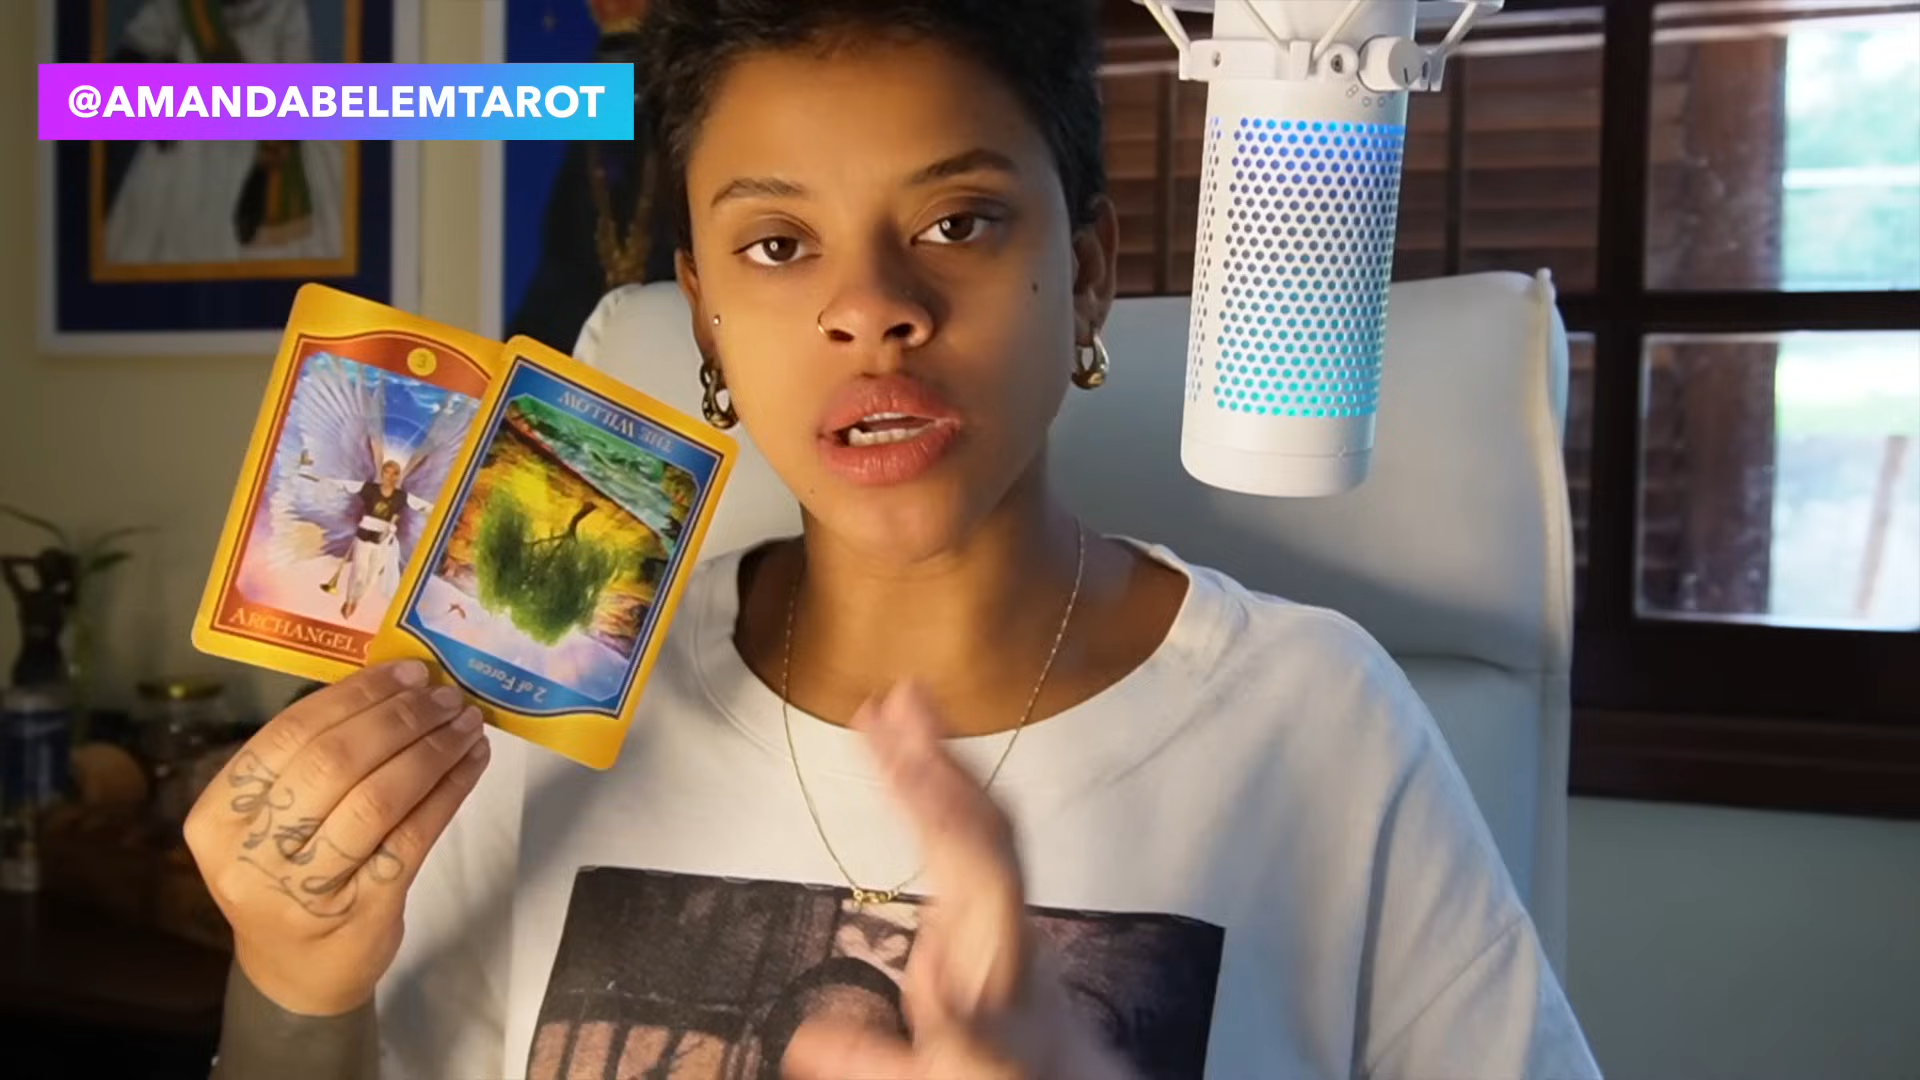 @AMANDABELEMTAROT
3
ARCHANGEL
THE WILLOW
2 of Forces